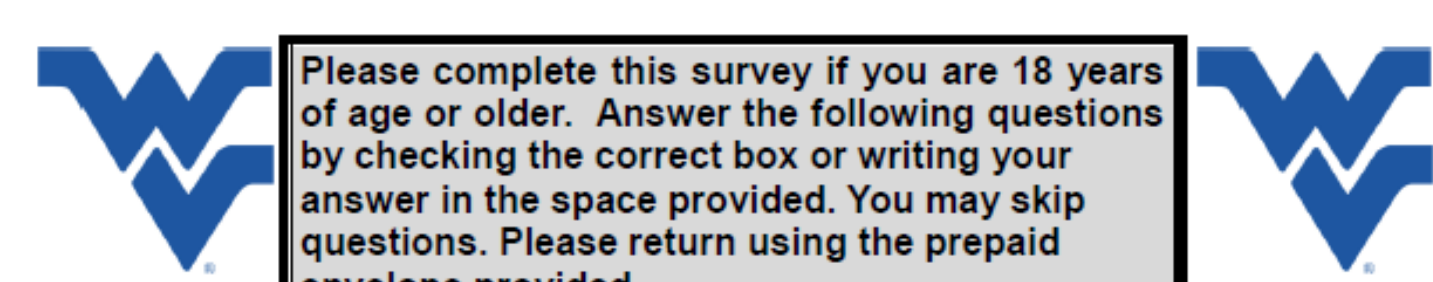 Please complete this survey if you are 18 years
of age or older.  Answer the following questions
by checking the correct box or writing your
answer in the space provided. You may skip
questions. Please return using the prepaid
envelope provided